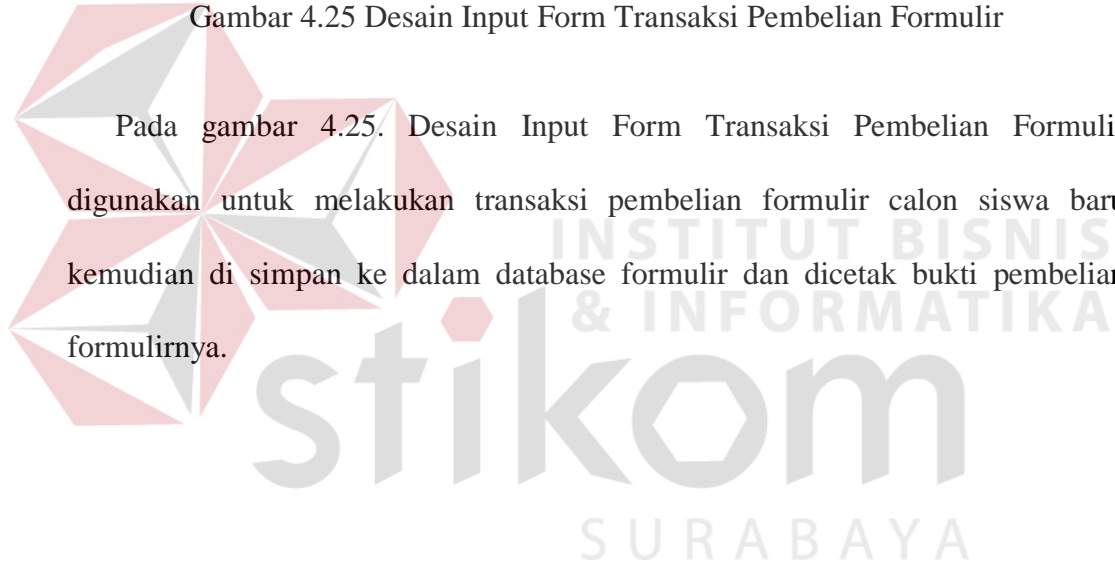 Gambar 4.25 Desain Input Form Transaksi Pembelian Formulir
Pada gambar 4.25. Desain Input Form Transaksi Pembelian Formuli
digunakan untuk melakukan transaksi pembelian formulir calon siswa baru
kemudian di simpan ke dalam database formulir dan dicetak bukti pembelian
formulirnya.
INSTITUT BISNIS
& INFORMATIKA
stikom
SURABAYA